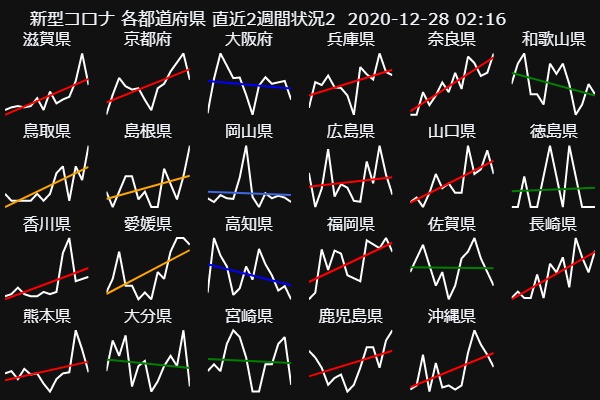 新型コロナ 各都道府県 直近2週間状況2 2020-12-28 02:16
滋賀県 京都府 大阪府 兵庫県 奈良県 和歌山県
鳥取県 島根県 岡山県 広島県 山口県 徳島県
香川県 愛媛県 高知県 福岡県 佐賀県 長崎県
熊本県 大分県 宮崎県 鹿児島県 沖縄県